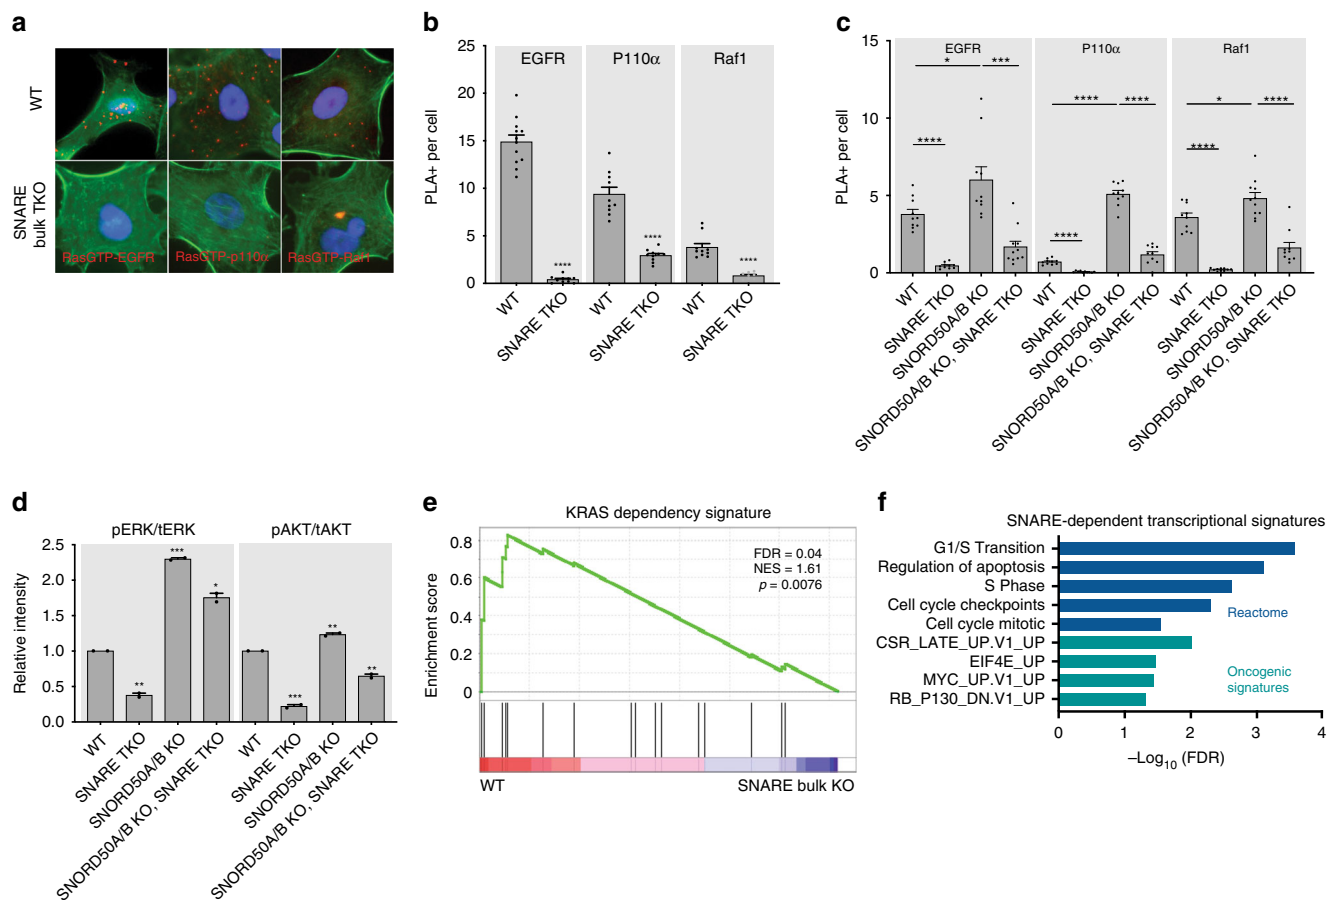 a
WT
SNARE
bulk TKO
RasGTP-EGFR
RasGTP-p110α
RasGTP-Raf1
b
PLA+ per cell
25
20
15
10
5
0
EGFR
P110α
Raf1
****
****
****
WT
SNARE TKO
WT
SNARE TKO
WT
SNARE TKO
c
PLA+ per cell
15
10
5
0
EGFR
P110α
Raf1
*
***
****
****
****
****
*
****
****
WT
SNARE TKO
SNORD50A/B KO
SNORD50A/B KO, SNARE TKO
WT
SNARE TKO
SNORD50A/B KO
SNORD50A/B KO, SNARE TKO
WT
SNARE TKO
SNORD50A/B KO
SNORD50A/B KO, SNARE TKO
d
pERK/tERK
pAKT/tAKT
Relative intensity
2.5
2.0
1.5
1.0
0.5
0.0
**
***
*
***
**
**
WT
SNARE TKO
SNORD50A/B KO
SNORD50A/B KO, SNARE TKO
WT
SNARE TKO
SNORD50A/B KO
SNORD50A/B KO, SNARE TKO
e
KRAS dependency signature
Enrichment score
0.8
0.6
0.4
0.2
0
FDR = 0.04
NES = 1.61
p = 0.0076
WT
SNARE bulk KO
f
SNARE-dependent transcriptional signatures
G1/S Transition
Regulation of apoptosis
S Phase
Cell cycle checkpoints
Cell cycle mitotic
CSR_LATE_UP.V1_UP
EIF4E_UP
MYC_UP.V1_UP
RB_P130_DN.V1_UP
Reactome
Oncogenic
signatures
0 1 2 3 4
–Log10 (FDR)